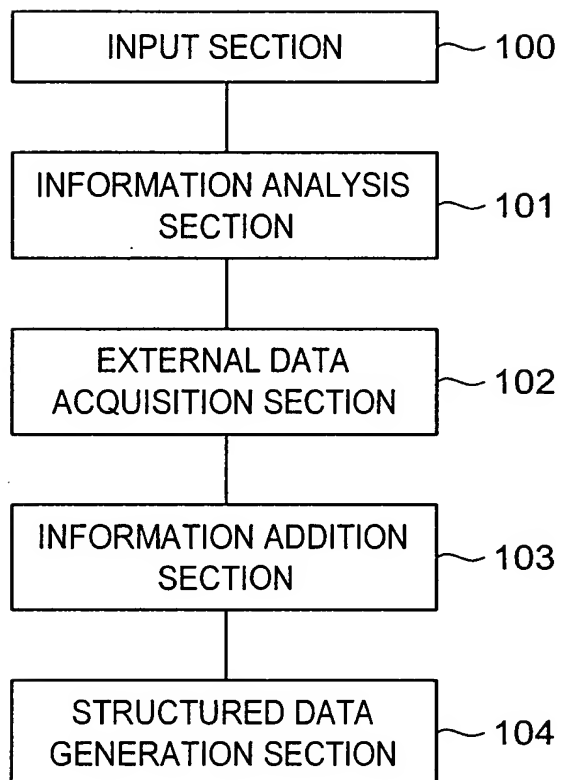 INPUT SECTION
100
INFORMATION ANALYSIS
SECTION
101
EXTERNAL DATA
ACQUISITION SECTION
102
INFORMATION ADDITION
SECTION
103
STRUCTURED DATA
GENERATION SECTION
104